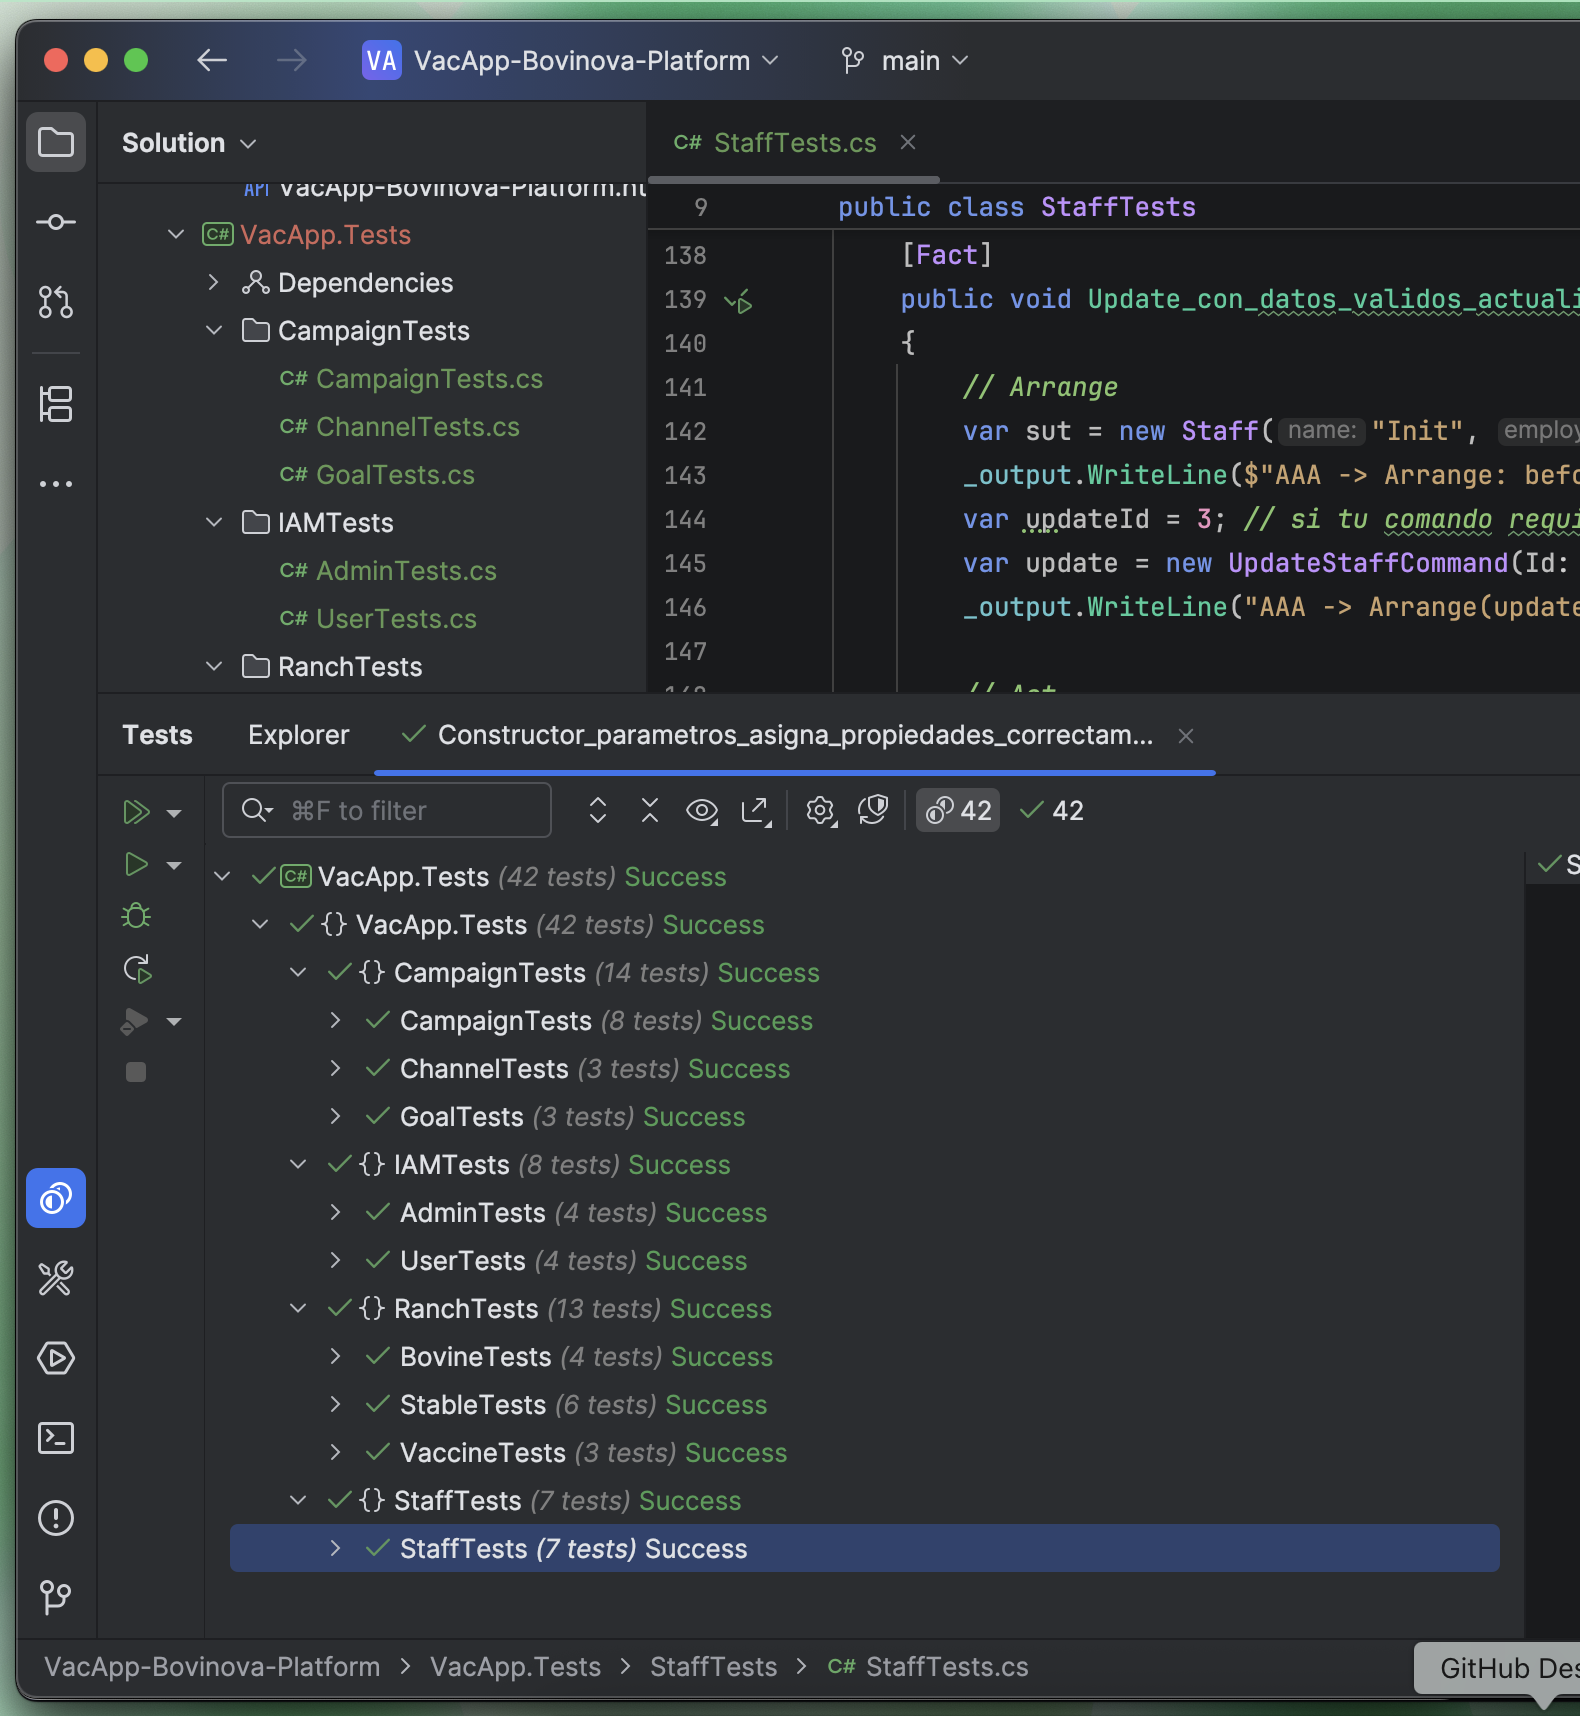 VA VacApp-Bovinova-Platform main
Solution
C# StaffTests.cs
API VacApp-Bovinova-Platform.
C# VacApp.Tests
Dependencies
CampaignTests
C# CampaignTests.cs
C# ChannelTests.cs
C# GoalTests.cs
IAMTests
C# AdminTests.cs
C# UserTests.cs
RanchTests
9 public class StaffTests
138 [Fact]
139 public void Update_con_datos_validos_actuali
140 {
141 // Arrange
142 var sut = new Staff( name: "Init", employ
143 _output.WriteLine($"AAA -> Arrange: befo
144 var updateId = 3; // si tu comando requi
145 var update = new UpdateStaffCommand(Id:
146 _output.WriteLine("AAA -> Arrange(update
147
// Act
Tests Explorer Constructor_parametros_asigna_propiedades_correctam...
⌘F to filter 42 42
C# VacApp.Tests (42 tests) Success
{} VacApp.Tests (42 tests) Success
{} CampaignTests (14 tests) Success
CampaignTests (8 tests) Success
ChannelTests (3 tests) Success
GoalTests (3 tests) Success
{} IAMTests (8 tests) Success
AdminTests (4 tests) Success
UserTests (4 tests) Success
{} RanchTests (13 tests) Success
BovineTests (4 tests) Success
StableTests (6 tests) Success
VaccineTests (3 tests) Success
{} StaffTests (7 tests) Success
StaffTests (7 tests) Success
S
VacApp-Bovinova-Platform > VacApp.Tests > StaffTests > C# StaffTests.cs
GitHub Des